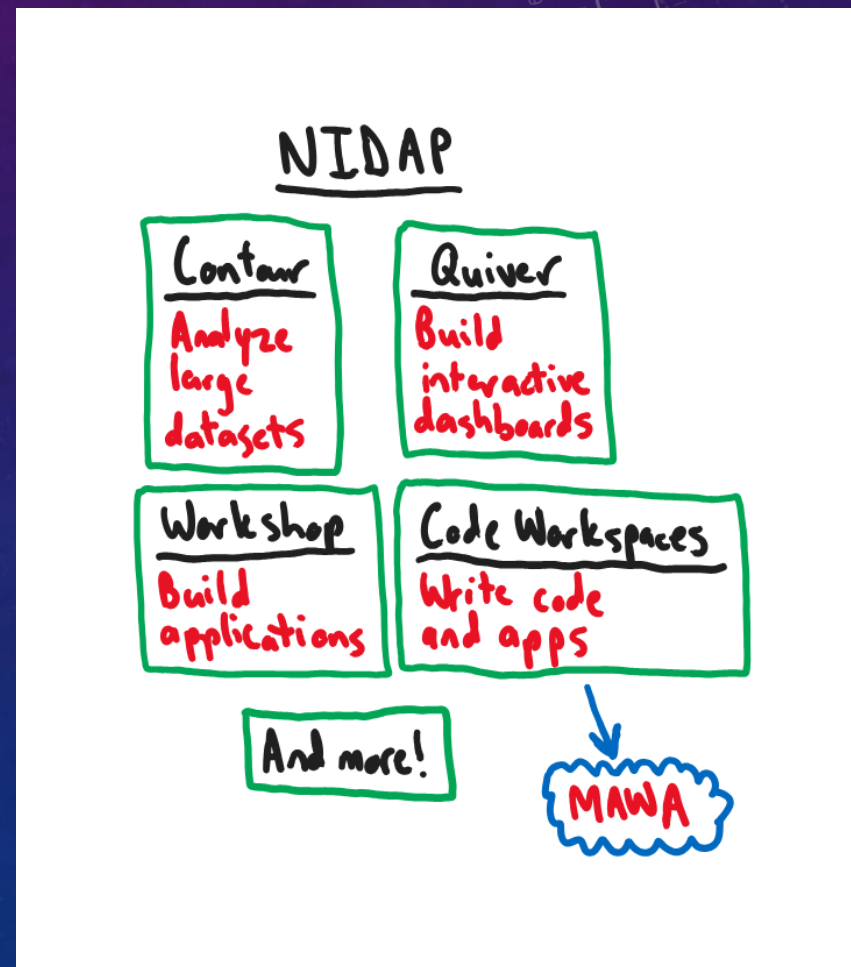 NIDAP
Contour
Analyze
large
datasets
Quiver
Build
interactive
dashboards
Workshop
Build
applications
Code Workspaces
Write code
and apps
And more!
MAWA